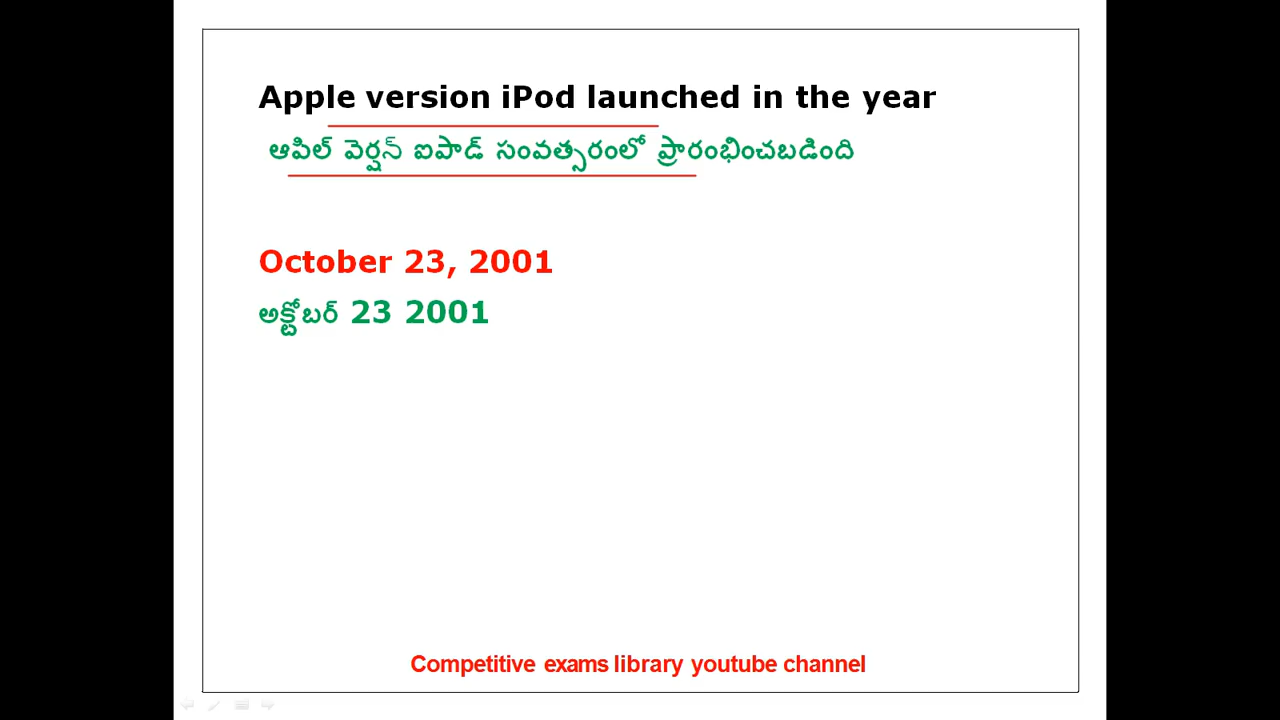 Apple version iPod launched in the year
ఆపిల్ వెర్షన్ ఐపాడ్ సంవత్సరంలో ప్రారంభించబడింది
October 23, 2001
అక్టోబర్ 23 2001
Competitive exams library youtube channel